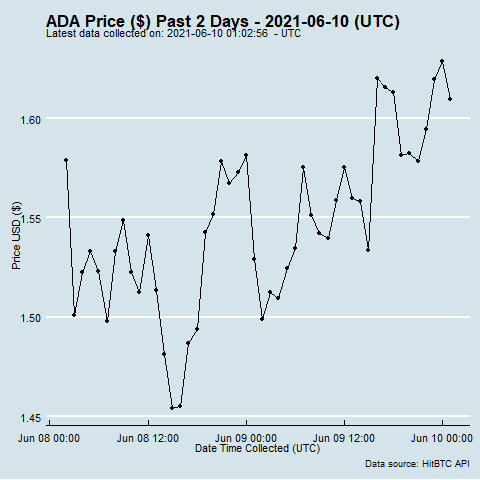 ADA Price ($) Past 2 Days - 2021-06-10 (UTC)
Latest data collected on: 2021-06-10 01:02:56 - UTC
1.60
1.55
1.50
1.45
Price USD ($)
Jun 08 00:00 Jun 08 12:00 Jun 09 00:00 Jun 09 12:00 Jun 10 00:00
Date Time Collected (UTC)
Data source: HitBTC API